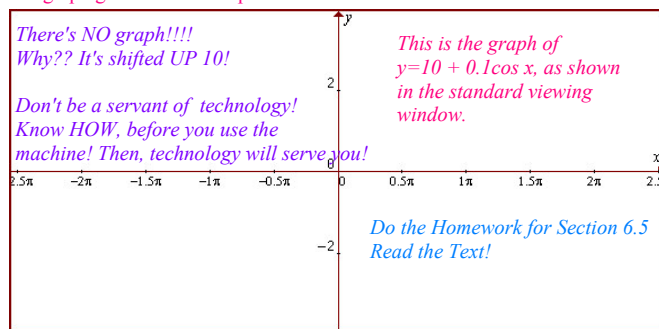 There's NO graph!!!!
Why?? It's shifted UP 10!
Don't be a servant of technology!
Know HOW, before you use the
machine! Then, technology will serve you!
This is the graph of
y=10 + 0.1cos x, as shown
in the standard viewing
window.
y
2
0
x
2.5π −2π −1.5π −1π −0.5π 0 0.5π 1π 1.5π 2π 2.5
−2
Do the Homework for Section 6.5
Read the Text!